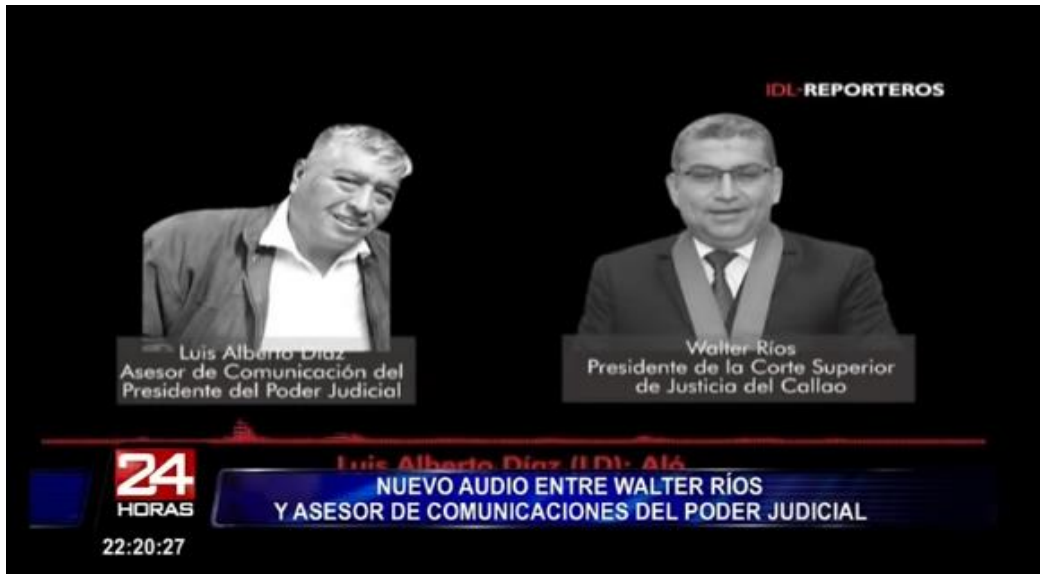 IDL-REPORTEROS
Luis Alberto Díaz
Asesor de Comunicación del
Presidente del Poder Judicial
Walter Ríos
Presidente de la Corte Superior
de Justicia del Callao
Luis Alberto Díaz (LD): Aló
24
HORAS
NUEVO AUDIO ENTRE WALTER RÍOS
Y ASESOR DE COMUNICACIONES DEL PODER JUDICIAL
22:20:27